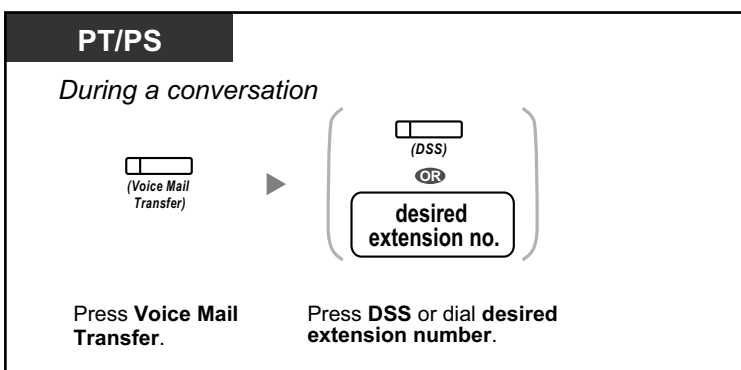 PT/PS
During a conversation
(Voice Mail
Transfer)
(DSS)
OR
desired
extension no.
Press Voice Mail
Transfer.
Press DSS or dial desired
extension number.